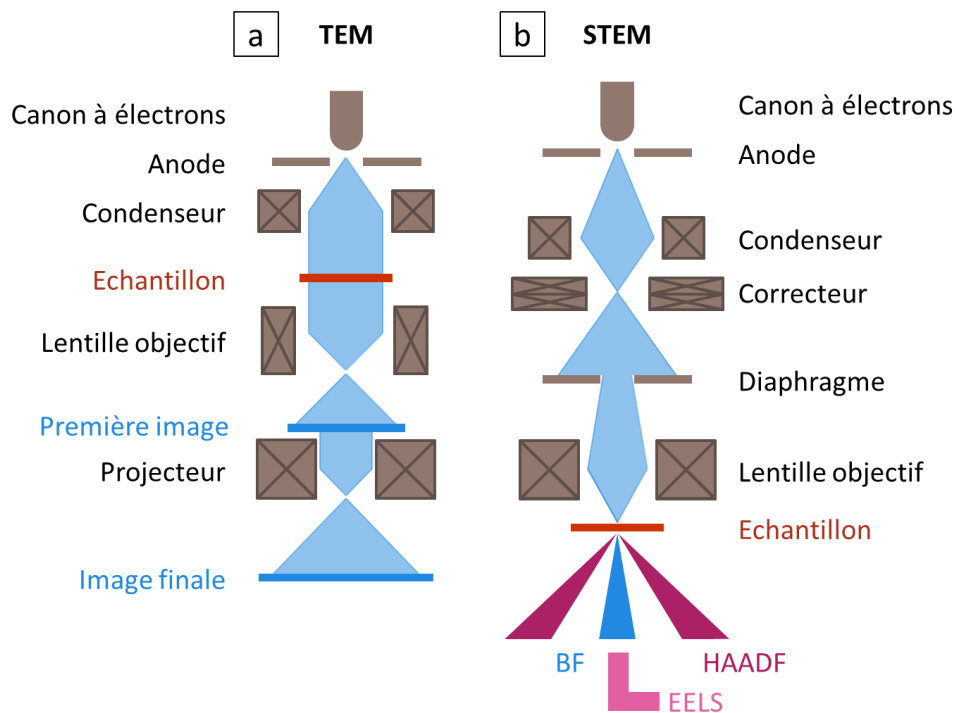 a TEM
Canon à électrons
Anode
Condenseur
Echantillon
Lentille objectif
Première image
Projecteur
Image finale
b STEM
Canon à électrons
Anode
Condenseur
Correcteur
Diaphragme
Lentille objectif
Echantillon
BF HAADF
EELS